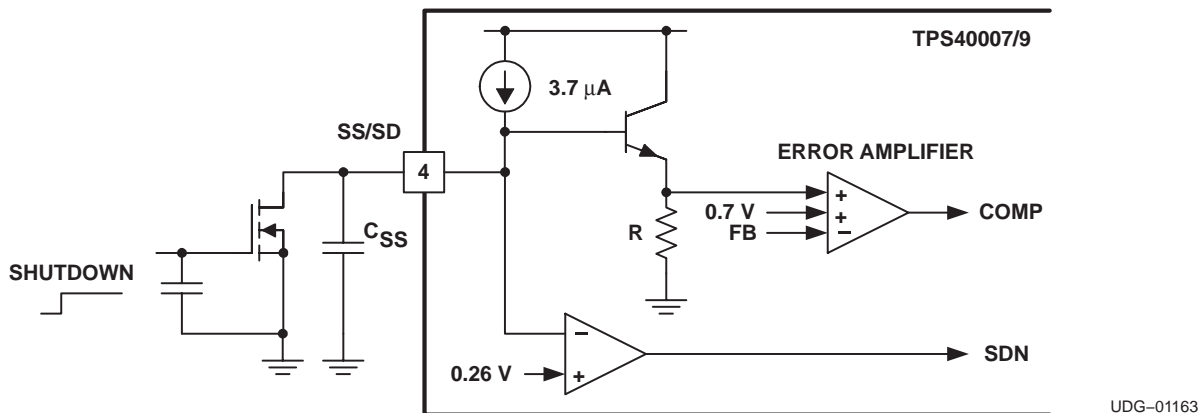 TPS40007/9
3.7 μA
SS/SD
4
ERROR AMPLIFIER
+
0.7 V
+
COMP
FB
−
R
CSS
SHUTDOWN
−
SDN
0.26 V
+
UDG–01163